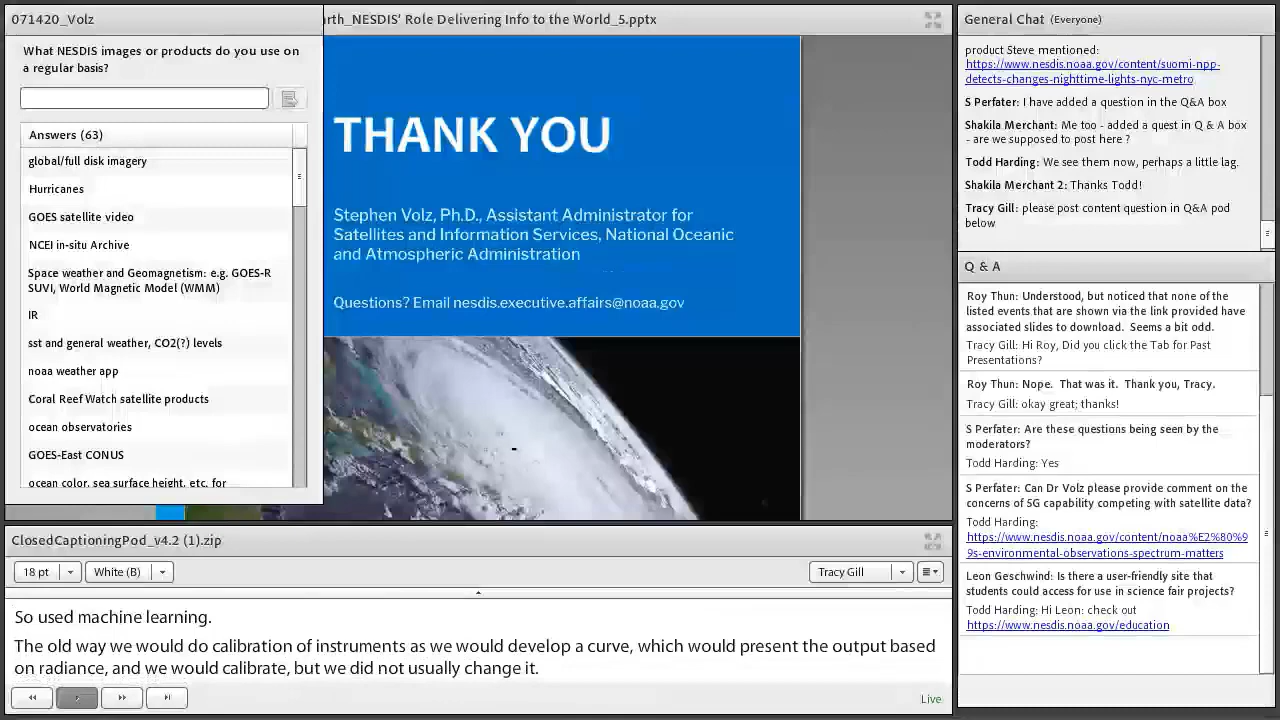 071420_Volz
arth_NESDIS' Role Delivering Info to the World_5.pptx
What NESDIS images or products do you use on
a regular basis?
Answers (63)
global/full disk imagery
Hurricanes
GOES satellite video
NCEI in-situ Archive
Space weather and Geomagnetism: e.g. GOES-R
SUVI, World Magnetic Model (WMM)
IR
sst and general weather, CO2(?) levels
noaa weather app
Coral Reef Watch satellite products
ocean observatories
GOES-East CONUS
ocean color, sea surface height, etc. for
THANK YOU
Stephen Volz, Ph.D., Assistant Administrator for
Satellites and Information Services, National Oceanic
and Atmospheric Administration
Questions? Email nesdis.executive.affairs@noaa.gov
ClosedCaptioningPod_v4.2 (1).zip
18 pt
White (B)
Tracy Gill
So used machine learning.
The old way we would do calibration of instruments as we would develop a curve, which would present the output based
on radiance, and we would calibrate, but we did not usually change it.
Live
General Chat (Everyone)
product Steve mentioned:
https://www.nesdis.noaa.gov/content/suomi-npp-
detects-changes-nighttime-lights-nyc-metro
S Perfater: I have added a question in the Q&A box
Shakila Merchant: Me too - added a quest in Q & A box
- are we supposed to post here ?
Todd Harding: We see them now, perhaps a little lag.
Shakila Merchant 2: Thanks Todd!
Tracy Gill: please post content question in Q&A pod
below
Q & A
Roy Thun: Understood, but noticed that none of the
listed events that are shown via the link provided have
associated slides to download. Seems a bit odd.
Tracy Gill: Hi Roy, Did you click the Tab for Past
Presentations?
Roy Thun: Nope. That was it. Thank you, Tracy.
Tracy Gill: okay great; thanks!
S Perfater: Are these questions being seen by the
moderators?
Todd Harding: Yes
S Perfater: Can Dr Volz please provide comment on the
concerns of 5G capability competing with satellite data?
Todd Harding:
https://www.nesdis.noaa.gov/content/noaa%E2%80%9
9s-environmental-observations-spectrum-matters
Leon Geschwind: Is there a user-friendly site that
students could access for use in science fair projects?
Todd Harding: Hi Leon: check out
https://www.nesdis.noaa.gov/education